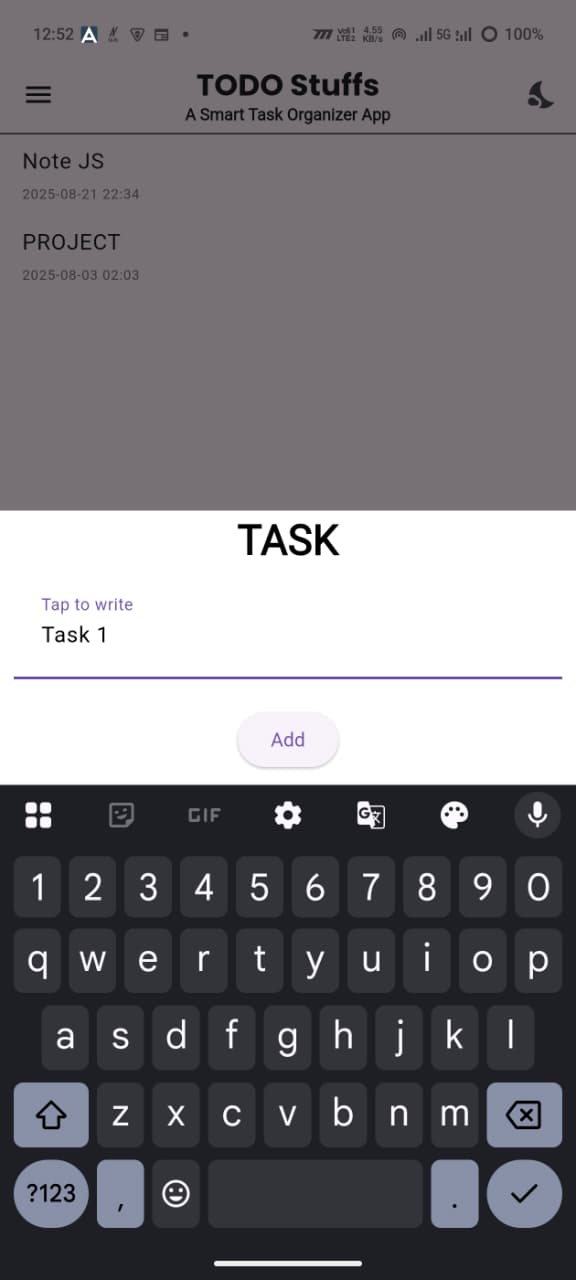 12:52 Vo81 LTE2 4.55 KB/s 5G 100%
TODO Stuffs
A Smart Task Organizer App
Note JS
2025-08-21 22:34
PROJECT
2025-08-03 02:03
TASK
Tap to write
Task 1
Add
GIF
1 2 3 4 5 6 7 8 9 0
q w e r t y u i o p
a s d f g h j k l
z x c v b n m
?123 , .